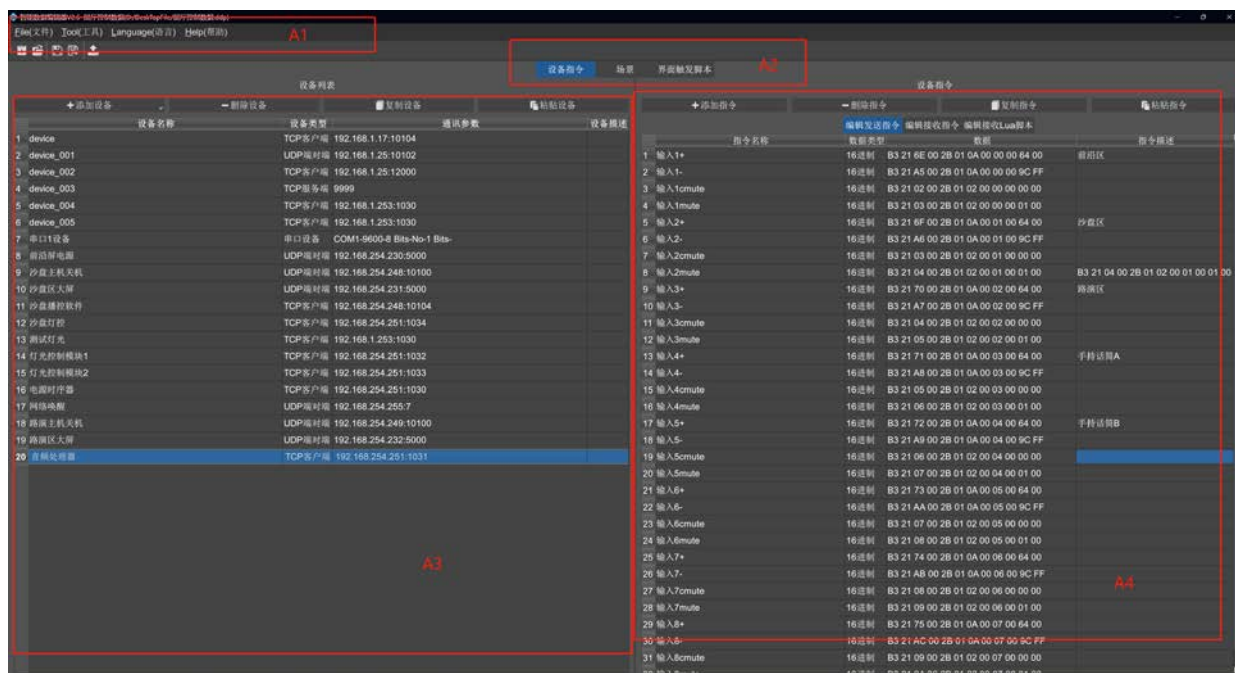 File(文件) Tool(工具) Language(语言) Help(帮助)
A1
设备指令 场景 界面触发脚本 A2
设备列表 设备指令
+添加设备 −删除设备 复制设备 粘贴设备
+添加指令 −删除指令 复制指令 粘贴指令
编辑发送指令 编辑接收指令 编辑接收Lua脚本
设备名称 设备类型 通讯参数 设备描述
1 device TCP客户端 192.168.1.17:10104
2 device_001 UDP端对端 192.168.1.25:10102
3 device_002 TCP客户端 192.168.1.25:12000
4 device_003 TCP服务端 9999
5 device_004 TCP客户端 192.168.1.253:1030
6 device_005 TCP客户端 192.168.1.253:1030
7 串口1设备 串口设备 COM1-9600-8 Bits-No-1 Bits-
8 前沿屏电源 UDP端对端 192.168.254.230:5000
9 沙盘主机关机 UDP端对端 192.168.254.248:10100
10 沙盘区大屏 UDP端对端 192.168.254.231:5000
11 沙盘播控软件 TCP客户端 192.168.254.248:10104
12 沙盘灯控 TCP客户端 192.168.254.251:1034
13 测试灯光 TCP客户端 192.168.1.253:1030
14 灯光控制模块1 TCP客户端 192.168.254.251:1032
15 灯光控制模块2 TCP客户端 192.168.254.251:1033
16 电源时序器 TCP客户端 192.168.254.251:1030
17 网络唤醒 UDP端对端 192.168.254.255:7
18 路演主机关机 UDP端对端 192.168.254.249:10100
19 路演区大屏 UDP端对端 192.168.254.232:5000
20 音频处理器 TCP客户端 192.168.254.251:1031
A3
指令名称 数据类型 数据 指令描述
1 输入1+ 16进制 B3 21 6E 00 2B 01 0A 00 00 00 64 00 前沿区
2 输入1- 16进制 B3 21 A5 00 2B 01 0A 00 00 00 9C FF
3 输入1cmute 16进制 B3 21 02 00 2B 01 02 00 00 00 00 00
4 输入1mute 16进制 B3 21 03 00 2B 01 02 00 00 00 01 00
5 输入2+ 16进制 B3 21 6F 00 2B 01 0A 00 01 00 64 00 沙盘区
6 输入2- 16进制 B3 21 A6 00 2B 01 0A 00 01 00 9C FF
7 输入2cmute 16进制 B3 21 03 00 2B 01 02 00 01 00 00 00
8 输入2mute 16进制 B3 21 04 00 2B 01 02 00 01 00 01 00 B3 21 04 00 2B 01 02 00 01 00 01 00
9 输入3+ 16进制 B3 21 70 00 2B 01 0A 00 02 00 64 00 路演区
10 输入3- 16进制 B3 21 A7 00 2B 01 0A 00 02 00 9C FF
11 输入3cmute 16进制 B3 21 04 00 2B 01 02 00 02 00 00 00
12 输入3mute 16进制 B3 21 05 00 2B 01 02 00 02 00 01 00
13 输入4+ 16进制 B3 21 71 00 2B 01 0A 00 03 00 64 00 手持话筒A
14 输入4- 16进制 B3 21 A8 00 2B 01 0A 00 03 00 9C FF
15 输入4cmute 16进制 B3 21 05 00 2B 01 02 00 03 00 00 00
16 输入4mute 16进制 B3 21 06 00 2B 01 02 00 03 00 01 00
17 输入5+ 16进制 B3 21 72 00 2B 01 0A 00 04 00 64 00 手持话筒B
18 输入5- 16进制 B3 21 A9 00 2B 01 0A 00 04 00 9C FF
19 输入5cmute 16进制 B3 21 06 00 2B 01 02 00 04 00 00 00
20 输入5mute 16进制 B3 21 07 00 2B 01 02 00 04 00 01 00
21 输入6+ 16进制 B3 21 73 00 2B 01 0A 00 05 00 64 00
22 输入6- 16进制 B3 21 AA 00 2B 01 0A 00 05 00 9C FF
23 输入6cmute 16进制 B3 21 07 00 2B 01 02 00 05 00 00 00
24 输入6mute 16进制 B3 21 08 00 2B 01 02 00 05 00 01 00
25 输入7+ 16进制 B3 21 74 00 2B 01 0A 00 06 00 64 00
26 输入7- 16进制 B3 21 AB 00 2B 01 0A 00 06 00 9C FF
A4
27 输入7cmute 16进制 B3 21 08 00 2B 01 02 00 06 00 00 00
28 输入7mute 16进制 B3 21 09 00 2B 01 02 00 06 00 01 00
29 输入8+ 16进制 B3 21 75 00 2B 01 0A 00 07 00 64 00
30 输入8- 16进制 B3 21 AC 00 2B 01 0A 00 07 00 9C FF
31 输入8cmute 16进制 B3 21 09 00 2B 01 02 00 07 00 00 00